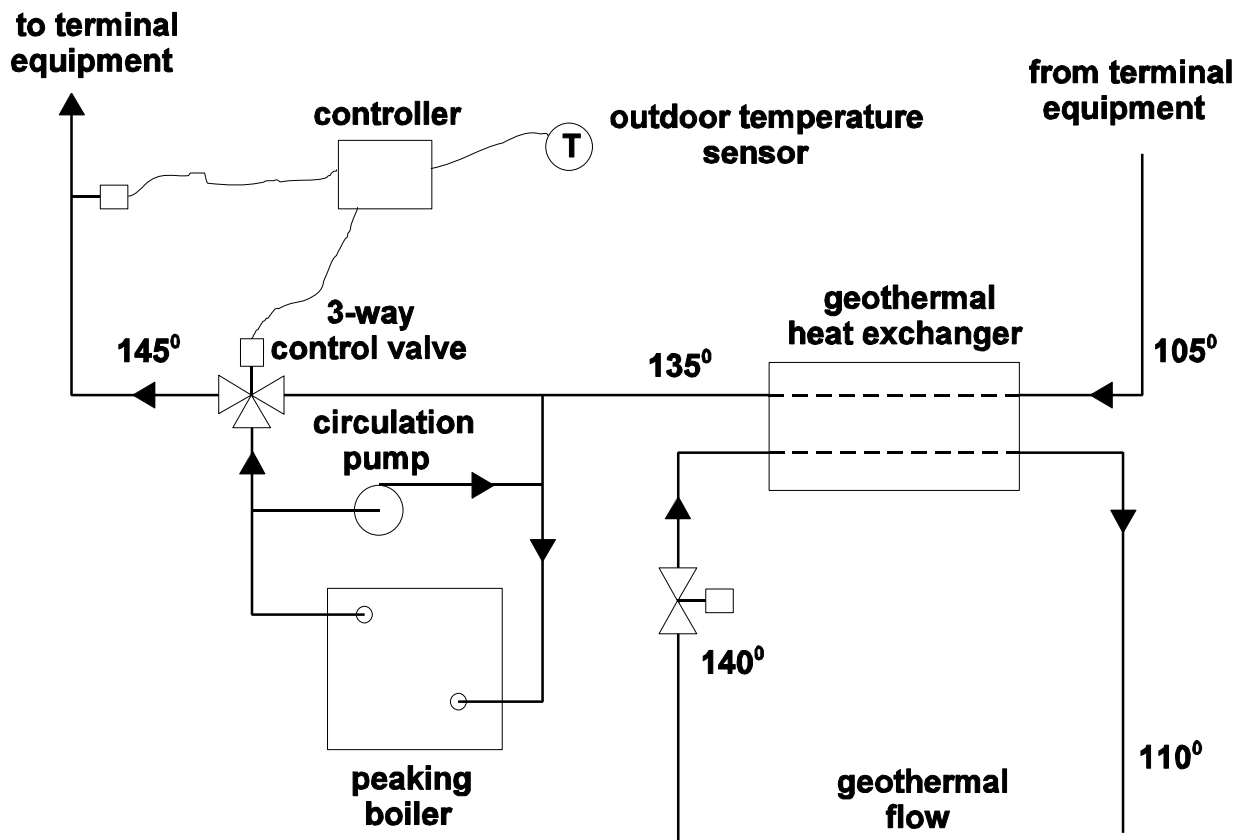 to terminal
equipment
from terminal
equipment
controller
outdoor temperature
sensor
T
3-way
control valve
geothermal
heat exchanger
145⁰
135⁰
105⁰
circulation
pump
140⁰
110⁰
peaking
boiler
geothermal
flow